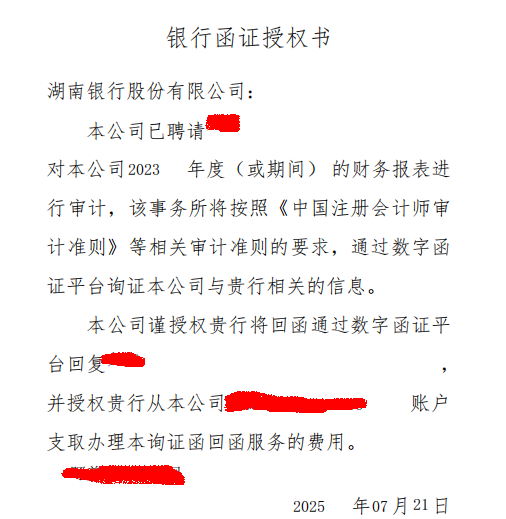 银行函证授权书
湖南银行股份有限公司：
本公司已聘请
对本公司2023 年度（或期间）的财务报表进
行审计，该事务所将按照《中国注册会计师审
计准则》等相关审计准则的要求，通过数字函
证平台询证本公司与贵行相关的信息。
本公司谨授权贵行将回函通过数字函证平
台回复 ，
并授权贵行从本公司 账户
支取办理本询证函回函服务的费用。
2025 年07月21日